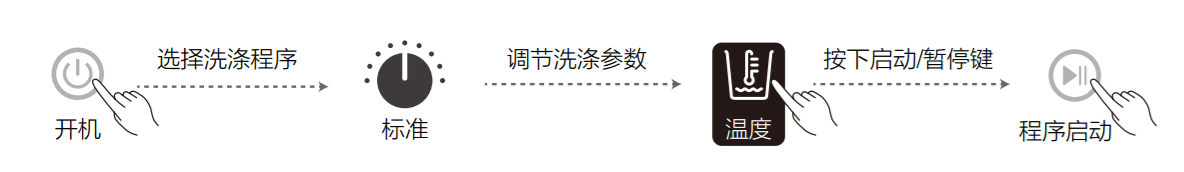 选择洗涤程序
调节洗涤参数
按下启动/暂停键
开机
标准
温度
程序启动